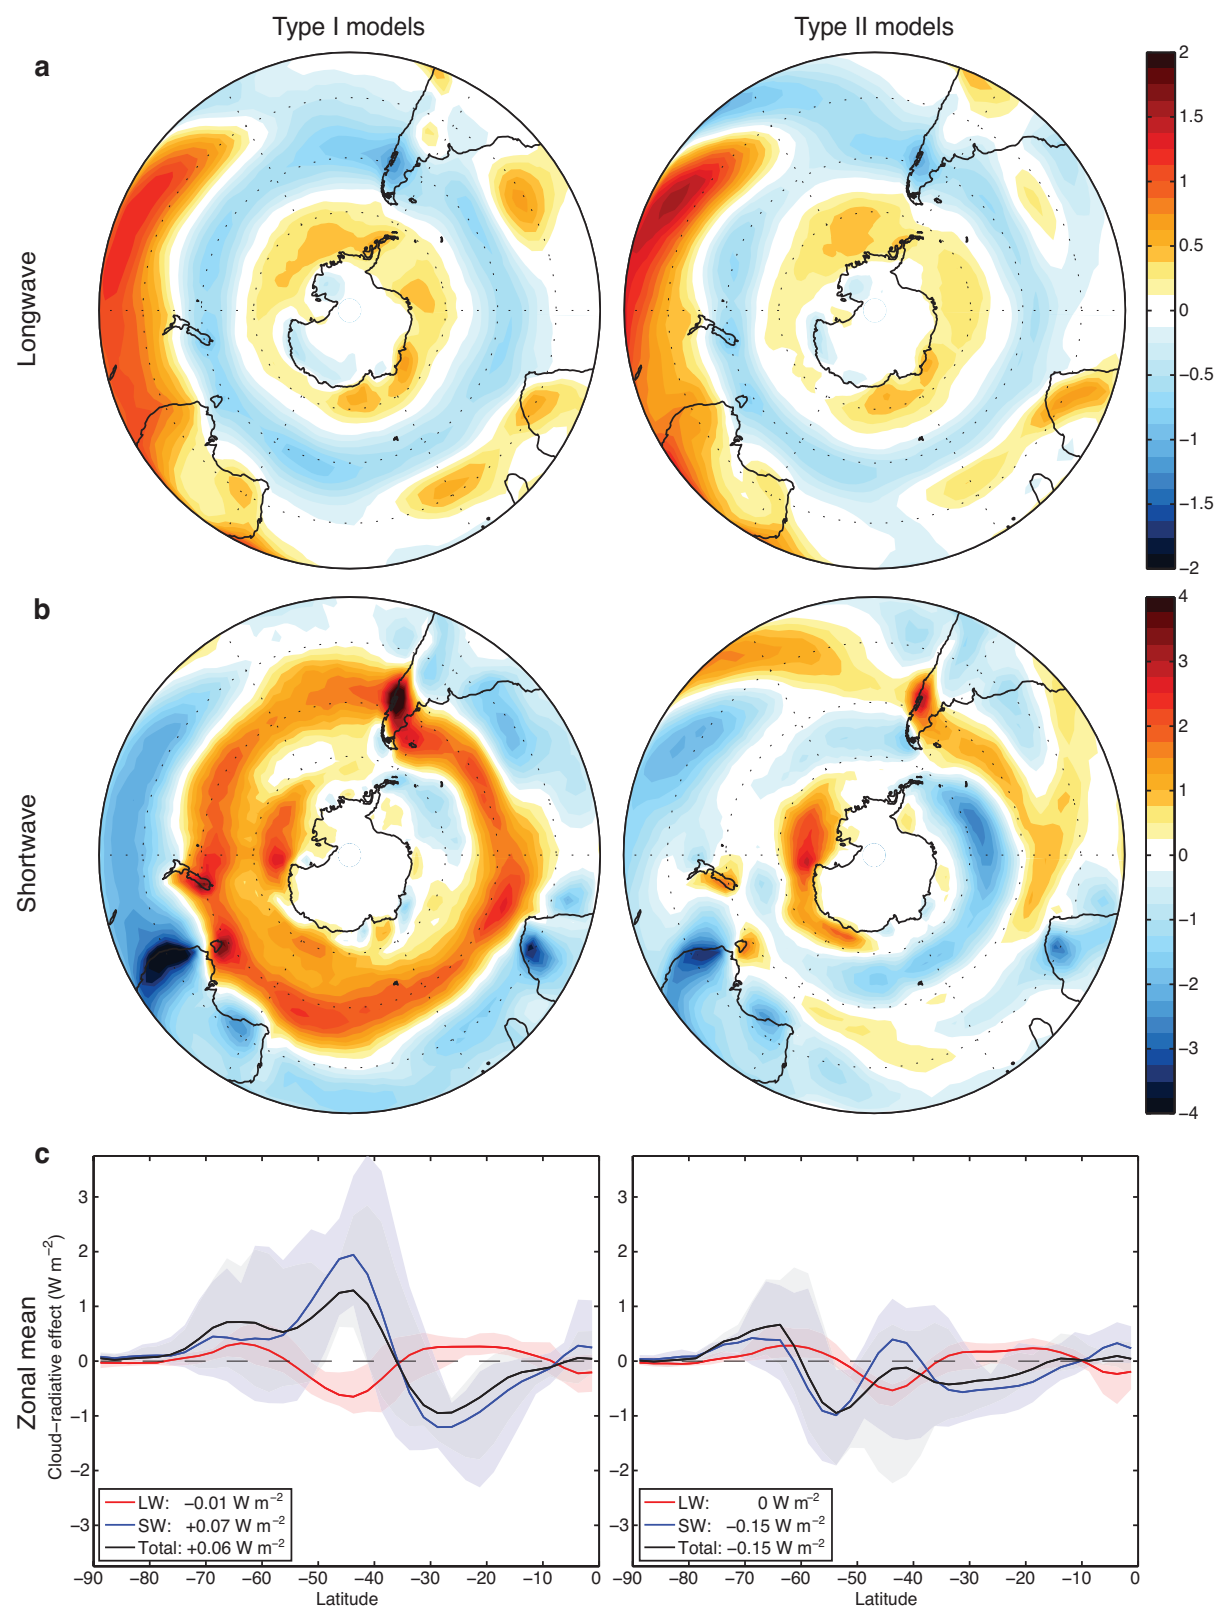 Type I models
Type II models
a
Longwave
2
1.5
1
0.5
0
−0.5
−1
−1.5
−2
b
Shortwave
4
3
2
1
0
−1
−2
−3
−4
c
Zonal mean
Cloud−radiative effect (W m−2)
3
2
1
0
−1
−2
−3
LW: −0.01 W m−2
SW: +0.07 W m−2
Total: +0.06 W m−2
−90 −80 −70 −60 −50 −40 −30 −20 −10 0
Latitude
3
2
1
0
−1
−2
−3
LW: 0 W m−2
SW: −0.15 W m−2
Total: −0.15 W m−2
−90 −80 −70 −60 −50 −40 −30 −20 −10 0
Latitude